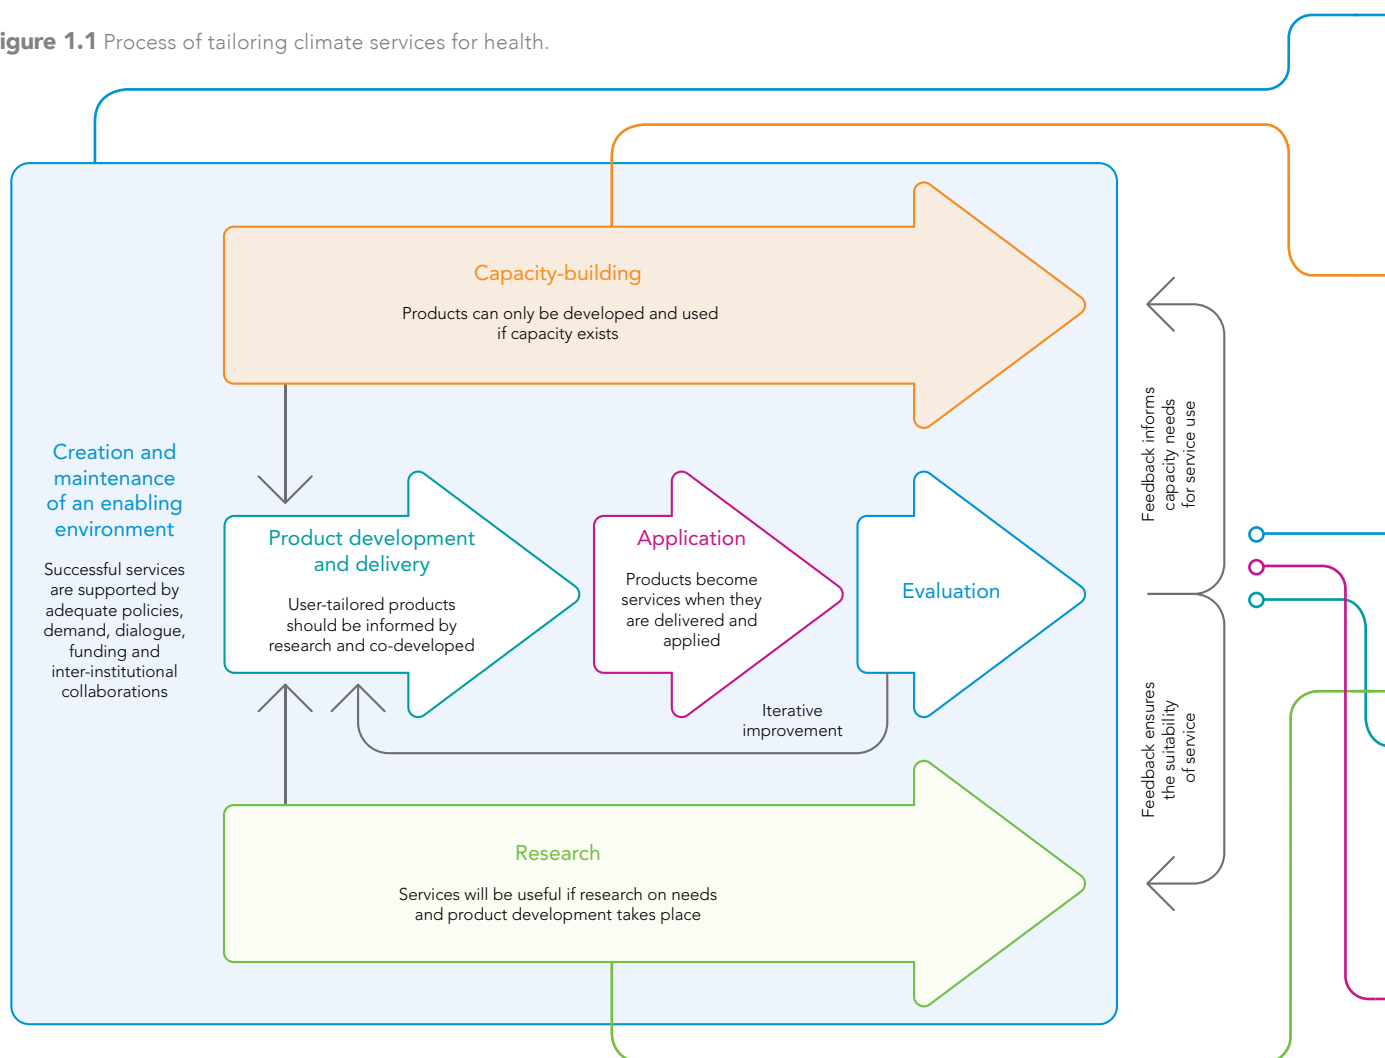 igure 1.1 Process of tailoring climate services for health.
Capacity-building
Products can only be developed and used
if capacity exists
Creation and
maintenance
of an enabling
environment
Successful services
are supported by
adequate policies,
demand, dialogue,
funding and
inter-institutional
collaborations
Product development
and delivery
User-tailored products
should be informed by
research and co-developed
Application
Products become
services when they
are delivered and
applied
Evaluation
Iterative
improvement
Research
Services will be useful if research on needs
and product development takes place
Feedback informs
capacity needs
for service use
Feedback ensures
the suitability
of service